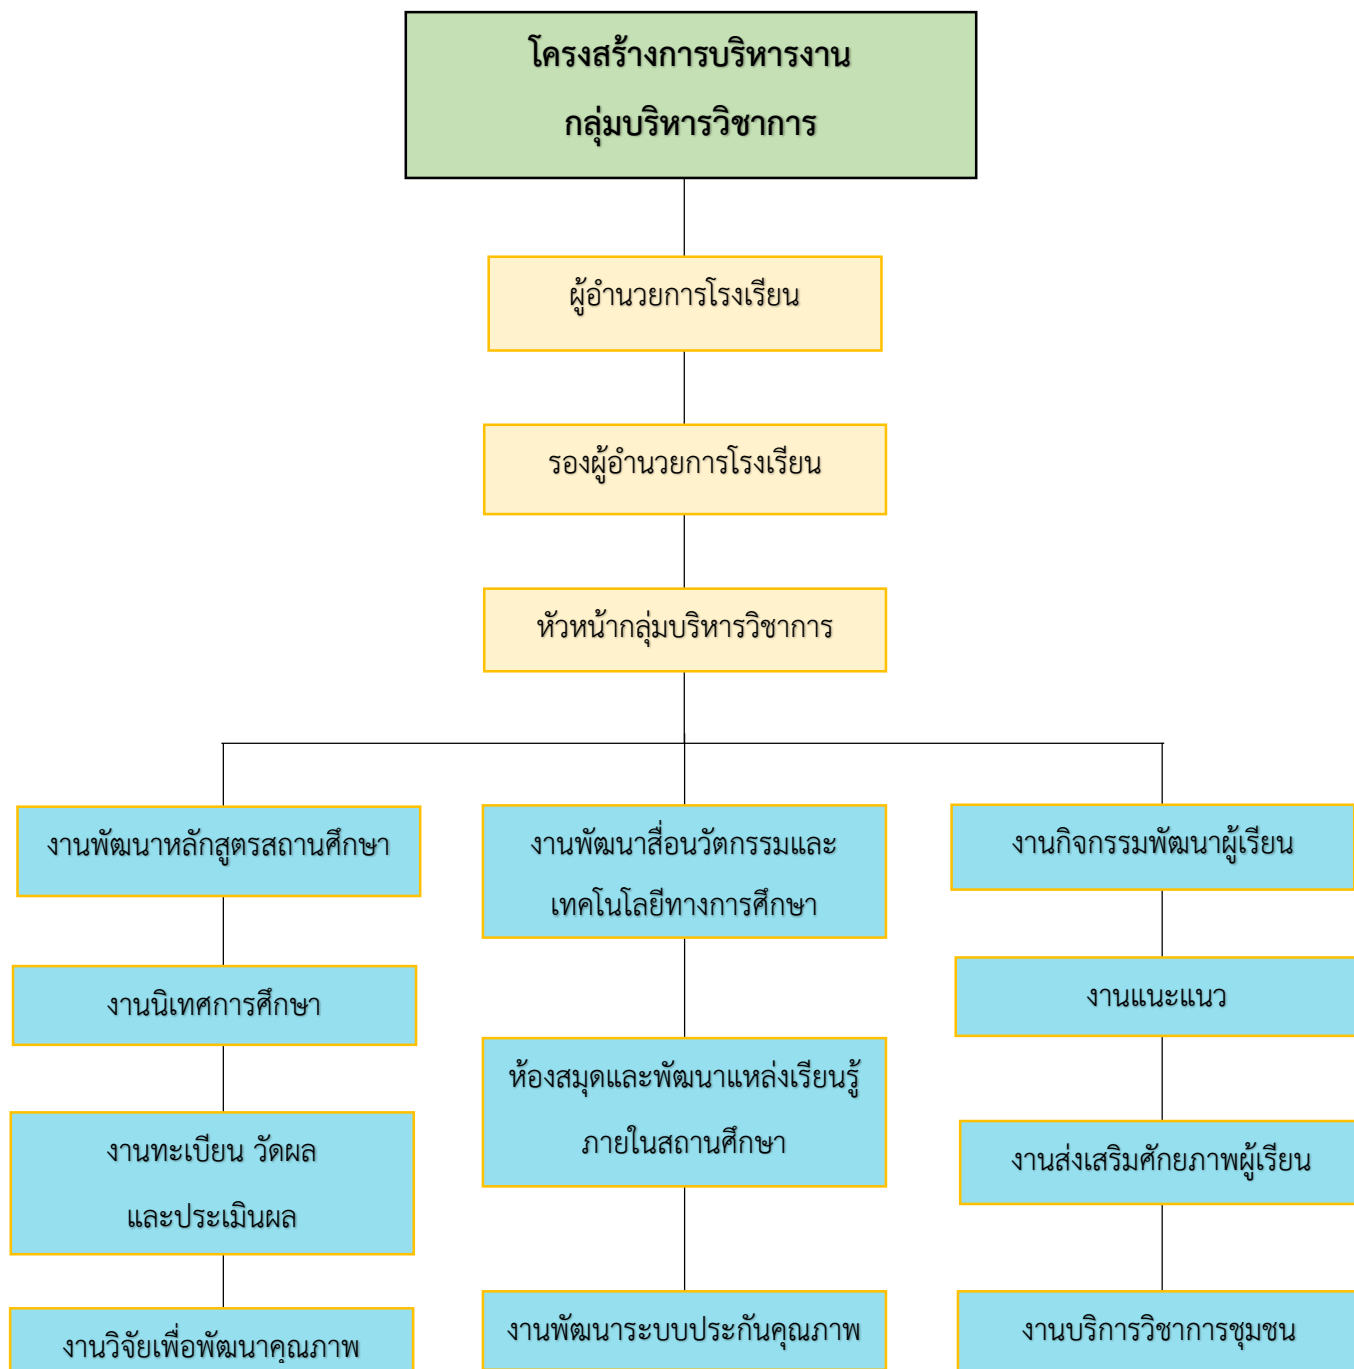 โครงสร้างการบริหารงาน
กลุ่มบริหารวิชาการ
ผู้อำนวยการโรงเรียน
รองผู้อำนวยการโรงเรียน
หัวหน้ากลุ่มบริหารวิชาการ
งานพัฒนาหลักสูตรสถานศึกษา
งานนิเทศการศึกษา
งานทะเบียน วัดผล
และประเมินผล
งานวิจัยเพื่อพัฒนาคุณภาพ
งานพัฒนาสื่อนวัตกรรมและ
เทคโนโลยีทางการศึกษา
ห้องสมุดและพัฒนาแหล่งเรียนรู้
ภายในสถานศึกษา
งานพัฒนาระบบประกันคุณภาพ
งานกิจกรรมพัฒนาผู้เรียน
งานแนะแนว
งานส่งเสริมศักยภาพผู้เรียน
งานบริการวิชาการชุมชน